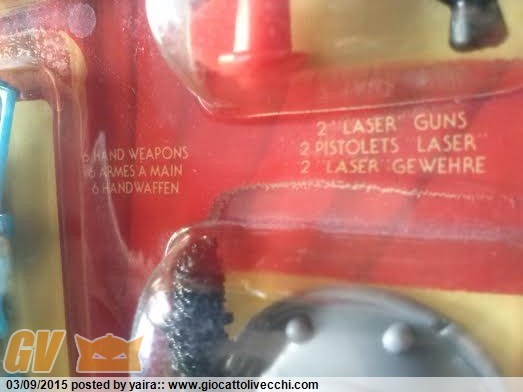 2 "LASER" GUNS
2 PISTOLETS "LASER"
2 "LASER" GEWEHRE
6 HAND WEAPONS
6 ARMES A MAIN
6 HANDWAFFEN
GV
03/09/2015 posted by yaira:: www.giocattolivecchi.com